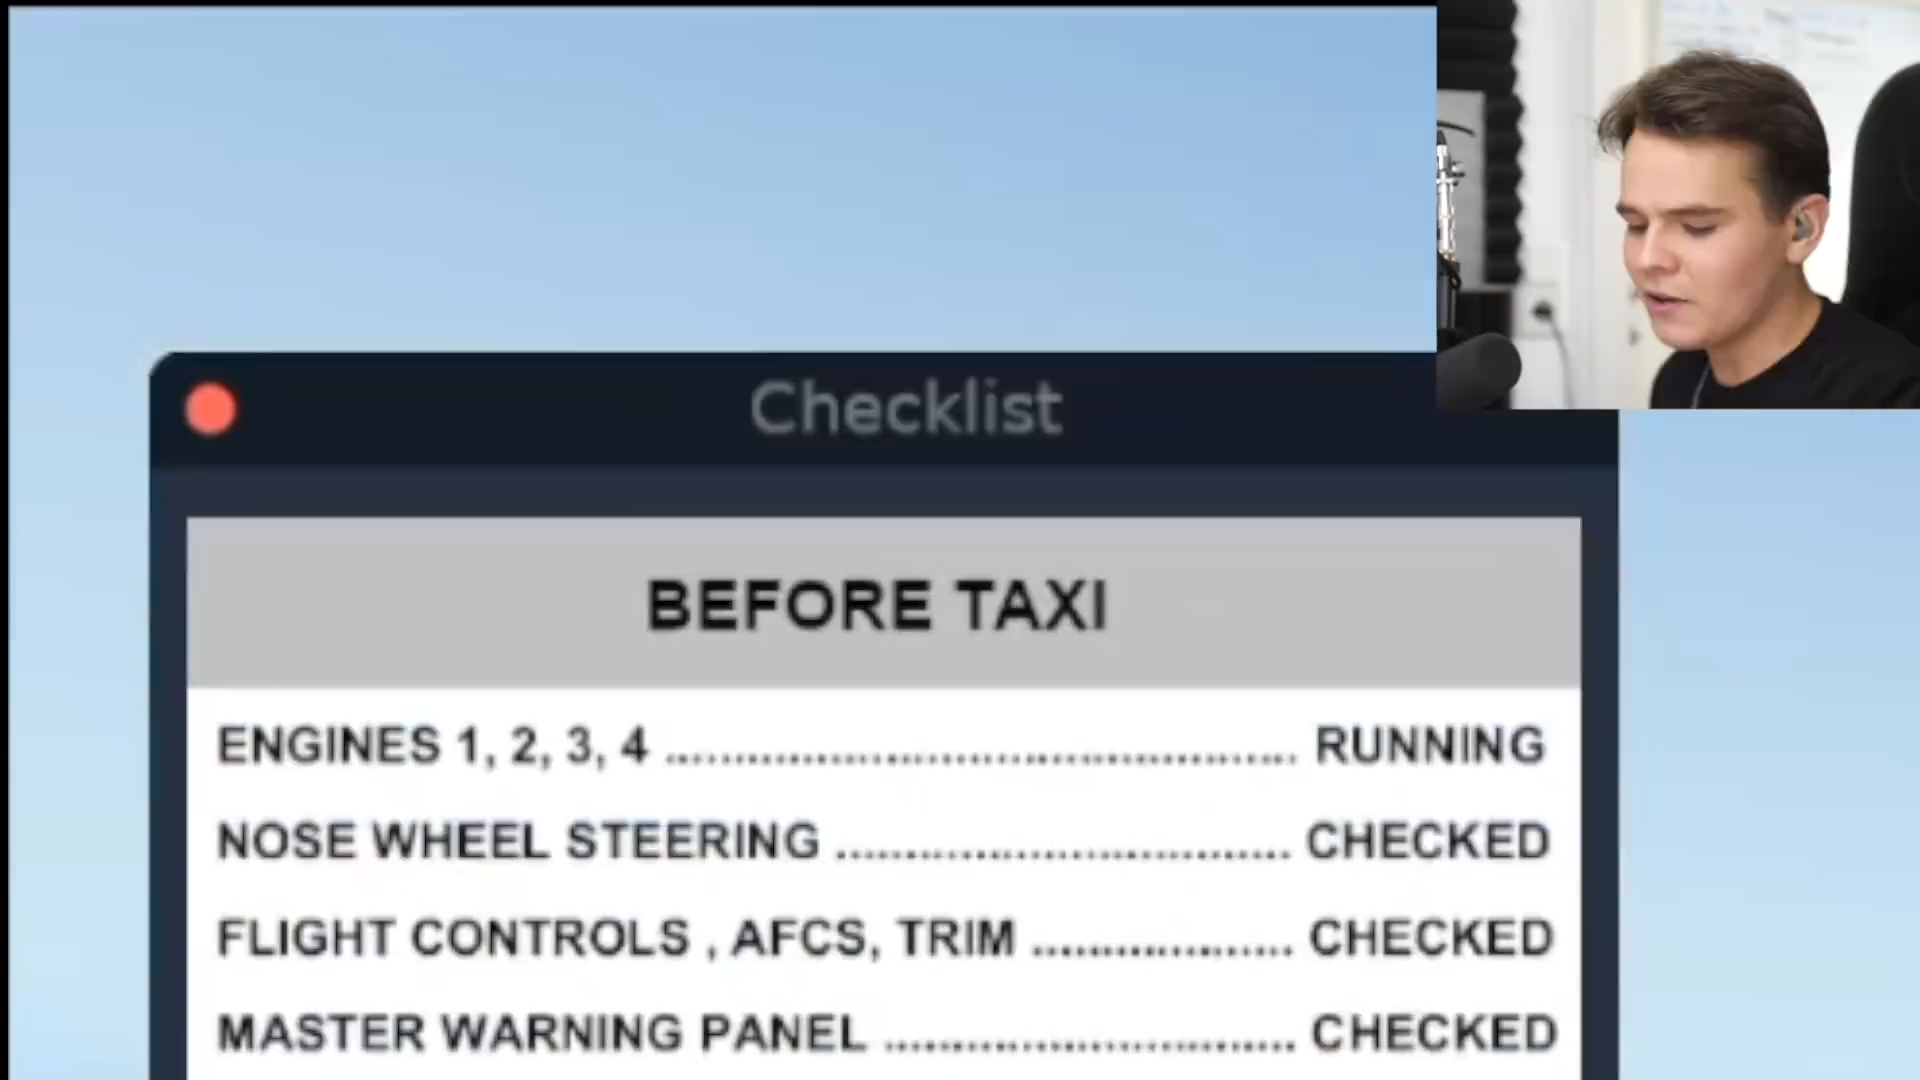 Checklist
BEFORE TAXI
ENGINES 1, 2, 3, 4 ................................................ RUNNING
NOSE WHEEL STEERING ................................... CHECKED
FLIGHT CONTROLS , AFCS, TRIM .................... CHECKED
MASTER WARNING PANEL ............................... CHECKED